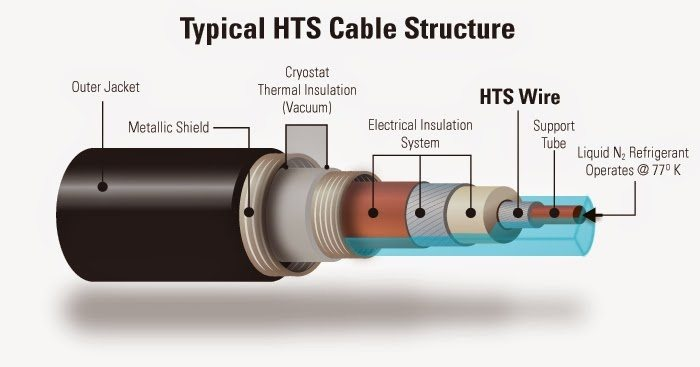 Typical HTS Cable Structure
Outer Jacket
Metallic Shield
Cryostat
Thermal Insulation
(Vacuum)
Electrical Insulation
System
HTS Wire
Support
Tube
Liquid N₂ Refrigerant
Operates @ 77⁰ K